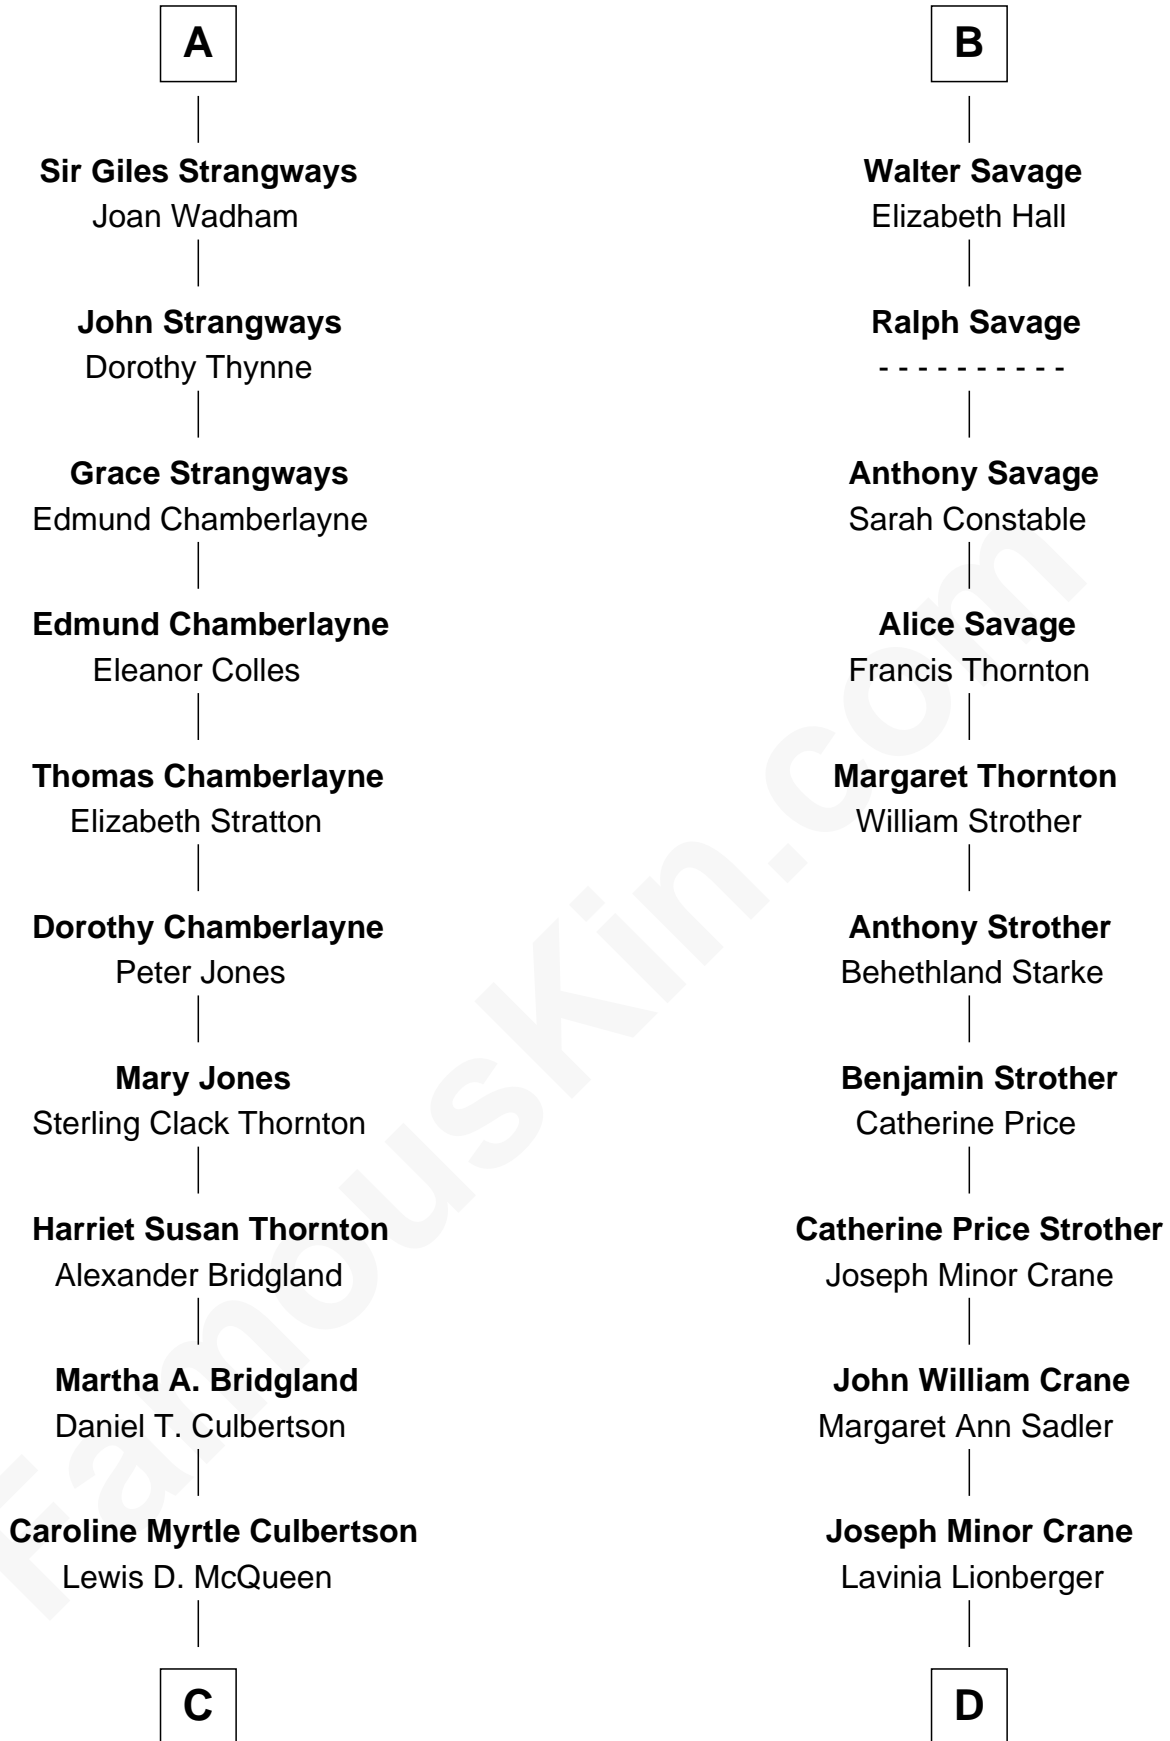 A
Sir Giles Strangways
Joan Wadham
John Strangways
Dorothy Thynne
Grace Strangways
Edmund Chamberlayne
Edmund Chamberlayne
Eleanor Colles
Thomas Chamberlayne
Elizabeth Stratton
Dorothy Chamberlayne
Peter Jones
Mary Jones
Sterling Clack Thornton
Harriet Susan Thornton
Alexander Bridgland
Martha A. Bridgland
Daniel T. Culbertson
Caroline Myrtle Culbertson
Lewis D. McQueen
C
B
Walter Savage
Elizabeth Hall
Ralph Savage
- - - - - - - - - -
Anthony Savage
Sarah Constable
Alice Savage
Francis Thornton
Margaret Thornton
William Strother
Anthony Strother
Behethland Starke
Benjamin Strother
Catherine Price
Catherine Price Strother
Joseph Minor Crane
John William Crane
Margaret Ann Sadler
Joseph Minor Crane
Lavinia Lionberger
D
FamousKin.com